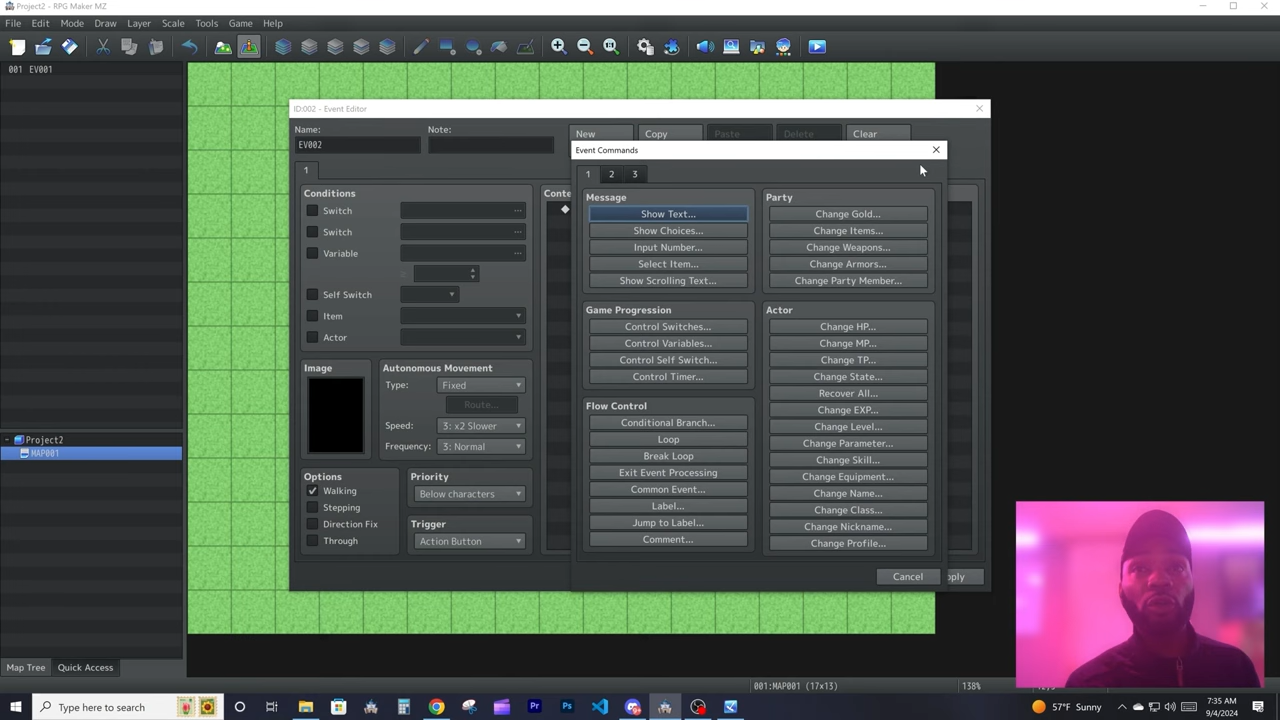 Project2 - RPG Maker MZ
File Edit Mode Draw Layer Scale Tools Game Help
001 EV001
ID:002 - Event Editor
Name:
Note:
EV002
New Copy Paste Delete Clear
Event Commands
1
1 2 3
Conditions
Switch
Switch
Variable
Self Switch
Item
Actor
Conte
Message
Show Text...
Show Choices...
Input Number...
Select Item...
Show Scrolling Text...
Game Progression
Control Switches...
Control Variables...
Control Self Switch...
Control Timer...
Flow Control
Conditional Branch...
Loop
Break Loop
Exit Event Processing
Common Event...
Label...
Jump to Label...
Comment...
Party
Change Gold...
Change Items...
Change Weapons...
Change Armors...
Change Party Member...
Actor
Change HP...
Change MP...
Change TP...
Change State...
Recover All...
Change EXP...
Change Level...
Change Parameter...
Change Skill...
Change Equipment...
Change Name...
Change Class...
Change Nickname...
Change Profile...
Cancel
pply
Image
Autonomous Movement
Type: Fixed
Route...
Speed: 3: x2 Slower
Frequency: 3: Normal
Options
Walking
Stepping
Direction Fix
Through
Priority
Below characters
Trigger
Action Button
Project2
MAP001
Map Tree Quick Access
001:MAP001 (17x13)
138%
Type here to search
57°F Sunny
7:35 AM
9/4/2024